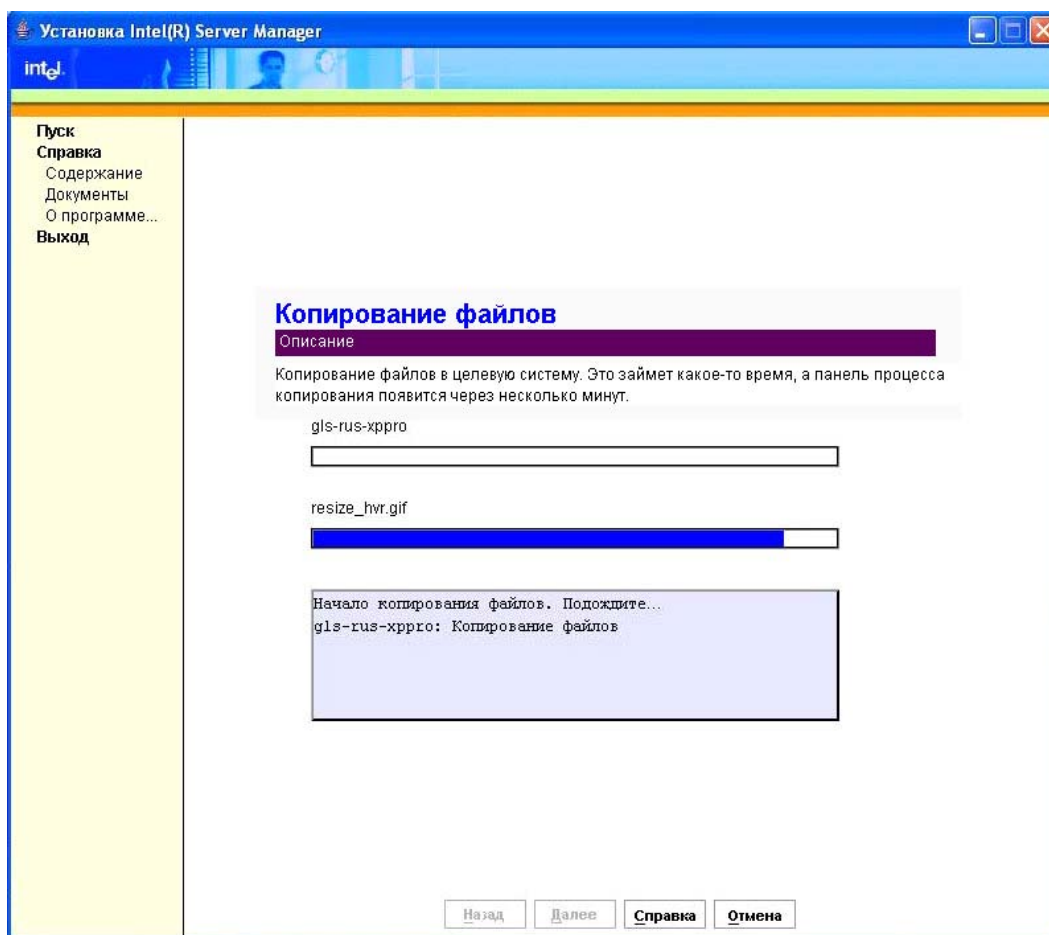 Установка Intel(R) Server Manager
intel.
Пуск
Справка
Содержание
Документы
О программе...
Выход
Копирование файлов
Описание
Копирование файлов в целевую систему. Это займет какое-то время, а панель процесса
копирования появится через несколько минут.
gls-rus-xppro
resize_hvr.gif
Начало копирования файлов. Подождите...
gls-rus-xppro: Копирование файлов
Назад Далее Справка Отмена